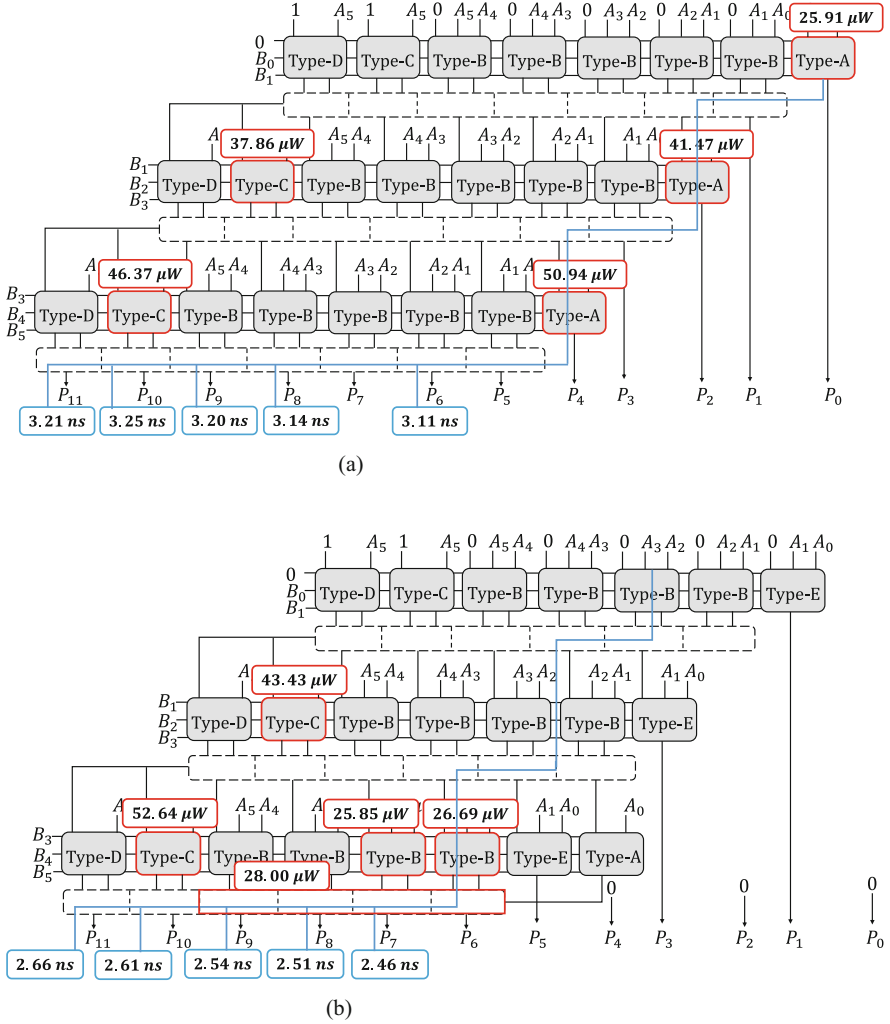 1 A5 1 A5 0 A5 A4 0 A4 A3 0 A3 A2 0 A2 A1 0 A1 A0 25.91 μW
0
B0 Type-D Type-C Type-B Type-B Type-B Type-B Type-B Type-A
B1
A 37.86 μW A5 A4 A4 A3 A3 A2 A2 A1 A1 41.47 μW
B1
B2 Type-D Type-C Type-B Type-B Type-B Type-B Type-B Type-A
B3
A 46.37 μW A5 A4 A4 A3 A3 A2 A2 A1 A1 50.94 μW
B3
B4 Type-D Type-C Type-B Type-B Type-B Type-B Type-B Type-A
B5
P11 P10 P9 P8 P7 P6 P5 P4 P3 P2 P1 P0
3.21 ns 3.25 ns 3.20 ns 3.14 ns 3.11 ns
(a)
1 A5 1 A5 0 A5 A4 0 A4 A3 0 A3 A2 0 A2 A1 0 A1 A0
0
B0 Type-D Type-C Type-B Type-B Type-B Type-B Type-E
B1
A 43.43 μW A5 A4 A4 A3 A3 A2 A2 A1 A1 A0
B1
B2 Type-D Type-C Type-B Type-B Type-B Type-B Type-E
B3
A 52.64 μW A5 A4 A 25.85 μW 26.69 μW A1 A0 A0
B3
B4 Type-D Type-C Type-B Type-B Type-B Type-B Type-E Type-A
B5
28.00 μW 0 0 0
P11 P10 P9 P8 P7 P6 P5 P4 P3 P2 P1 P0
2.66 ns 2.61 ns 2.54 ns 2.51 ns 2.46 ns
(b)